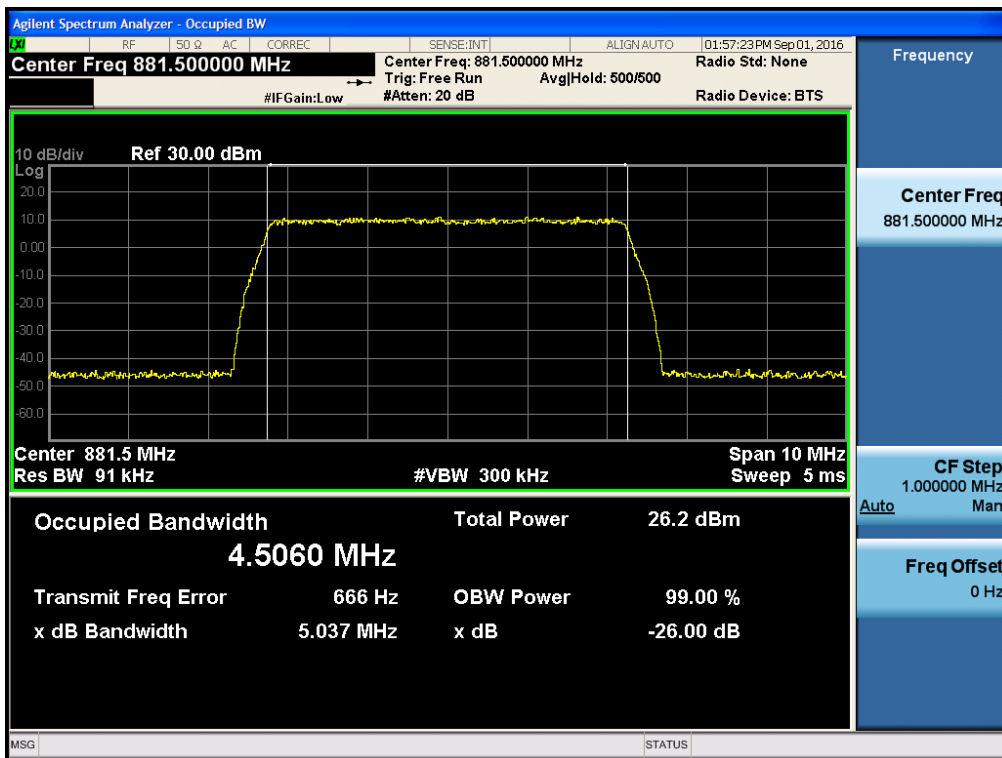 Agilent Spectrum Analyzer - Occupied BW
LXI RF 50 Ω AC CORREC SENSE:INT ALIGN AUTO 01:57:23 PM Sep 01, 2016
Center Freq 881.500000 MHz
Center Freq: 881.500000 MHz
Radio Std: None
Trig: Free Run Avg|Hold: 500/500
#IFGain:Low #Atten: 20 dB Radio Device: BTS
10 dB/div Ref 30.00 dBm
Log
20.0
10.0
0.00
-10.0
-20.0
-30.0
-40.0
-50.0
-60.0
Center 881.5 MHz Span 10 MHz
Res BW 91 kHz #VBW 300 kHz Sweep 5 ms
Occupied Bandwidth Total Power 26.2 dBm
4.5060 MHz
Transmit Freq Error 666 Hz OBW Power 99.00 %
x dB Bandwidth 5.037 MHz x dB -26.00 dB
MSG STATUS
Frequency
Center Freq
881.500000 MHz
CF Step
1.000000 MHz
Auto Man
Freq Offset
0 Hz